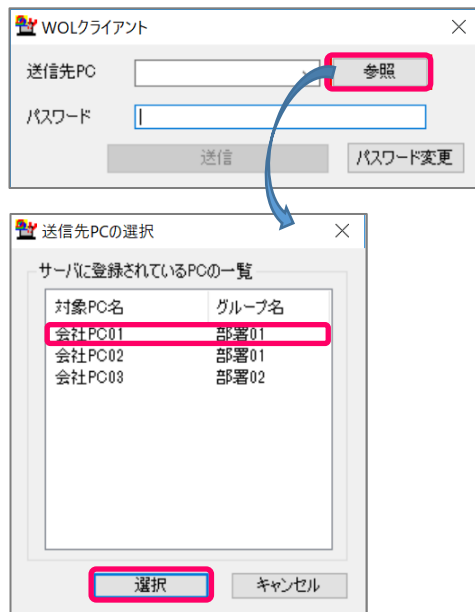 WOLクライアント
送信先PC 参照
パスワード
送信 パスワード変更
送信先PCの選択
サーバに登録されているPCの一覧
対象PC名 グループ名
会社PC01 部署01
会社PC02 部署01
会社PC03 部署02
選択 キャンセル